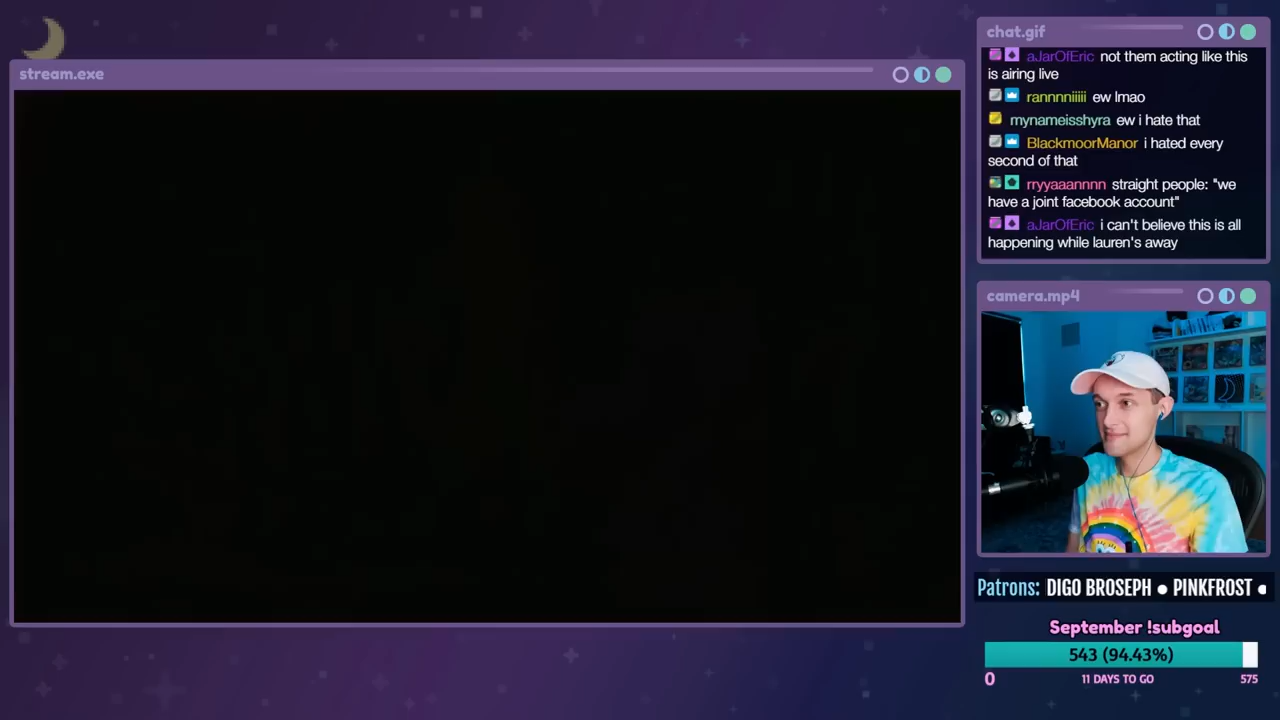 stream.exe
chat.gif
aJarOfEric not them acting like this
is airing live
rannnniiiii ew lmao
mynameisshyra ew i hate that
BlackmoorManor i hated every
second of that
rryyaaannnn straight people: "we
have a joint facebook account"
aJarOfEric i can't believe this is all
happening while lauren's away
camera.mp4
Patrons: DIGO BROSEPH ● PINKFROST ●
September !subgoal
543 (94.43%)
0 11 DAYS TO GO 575